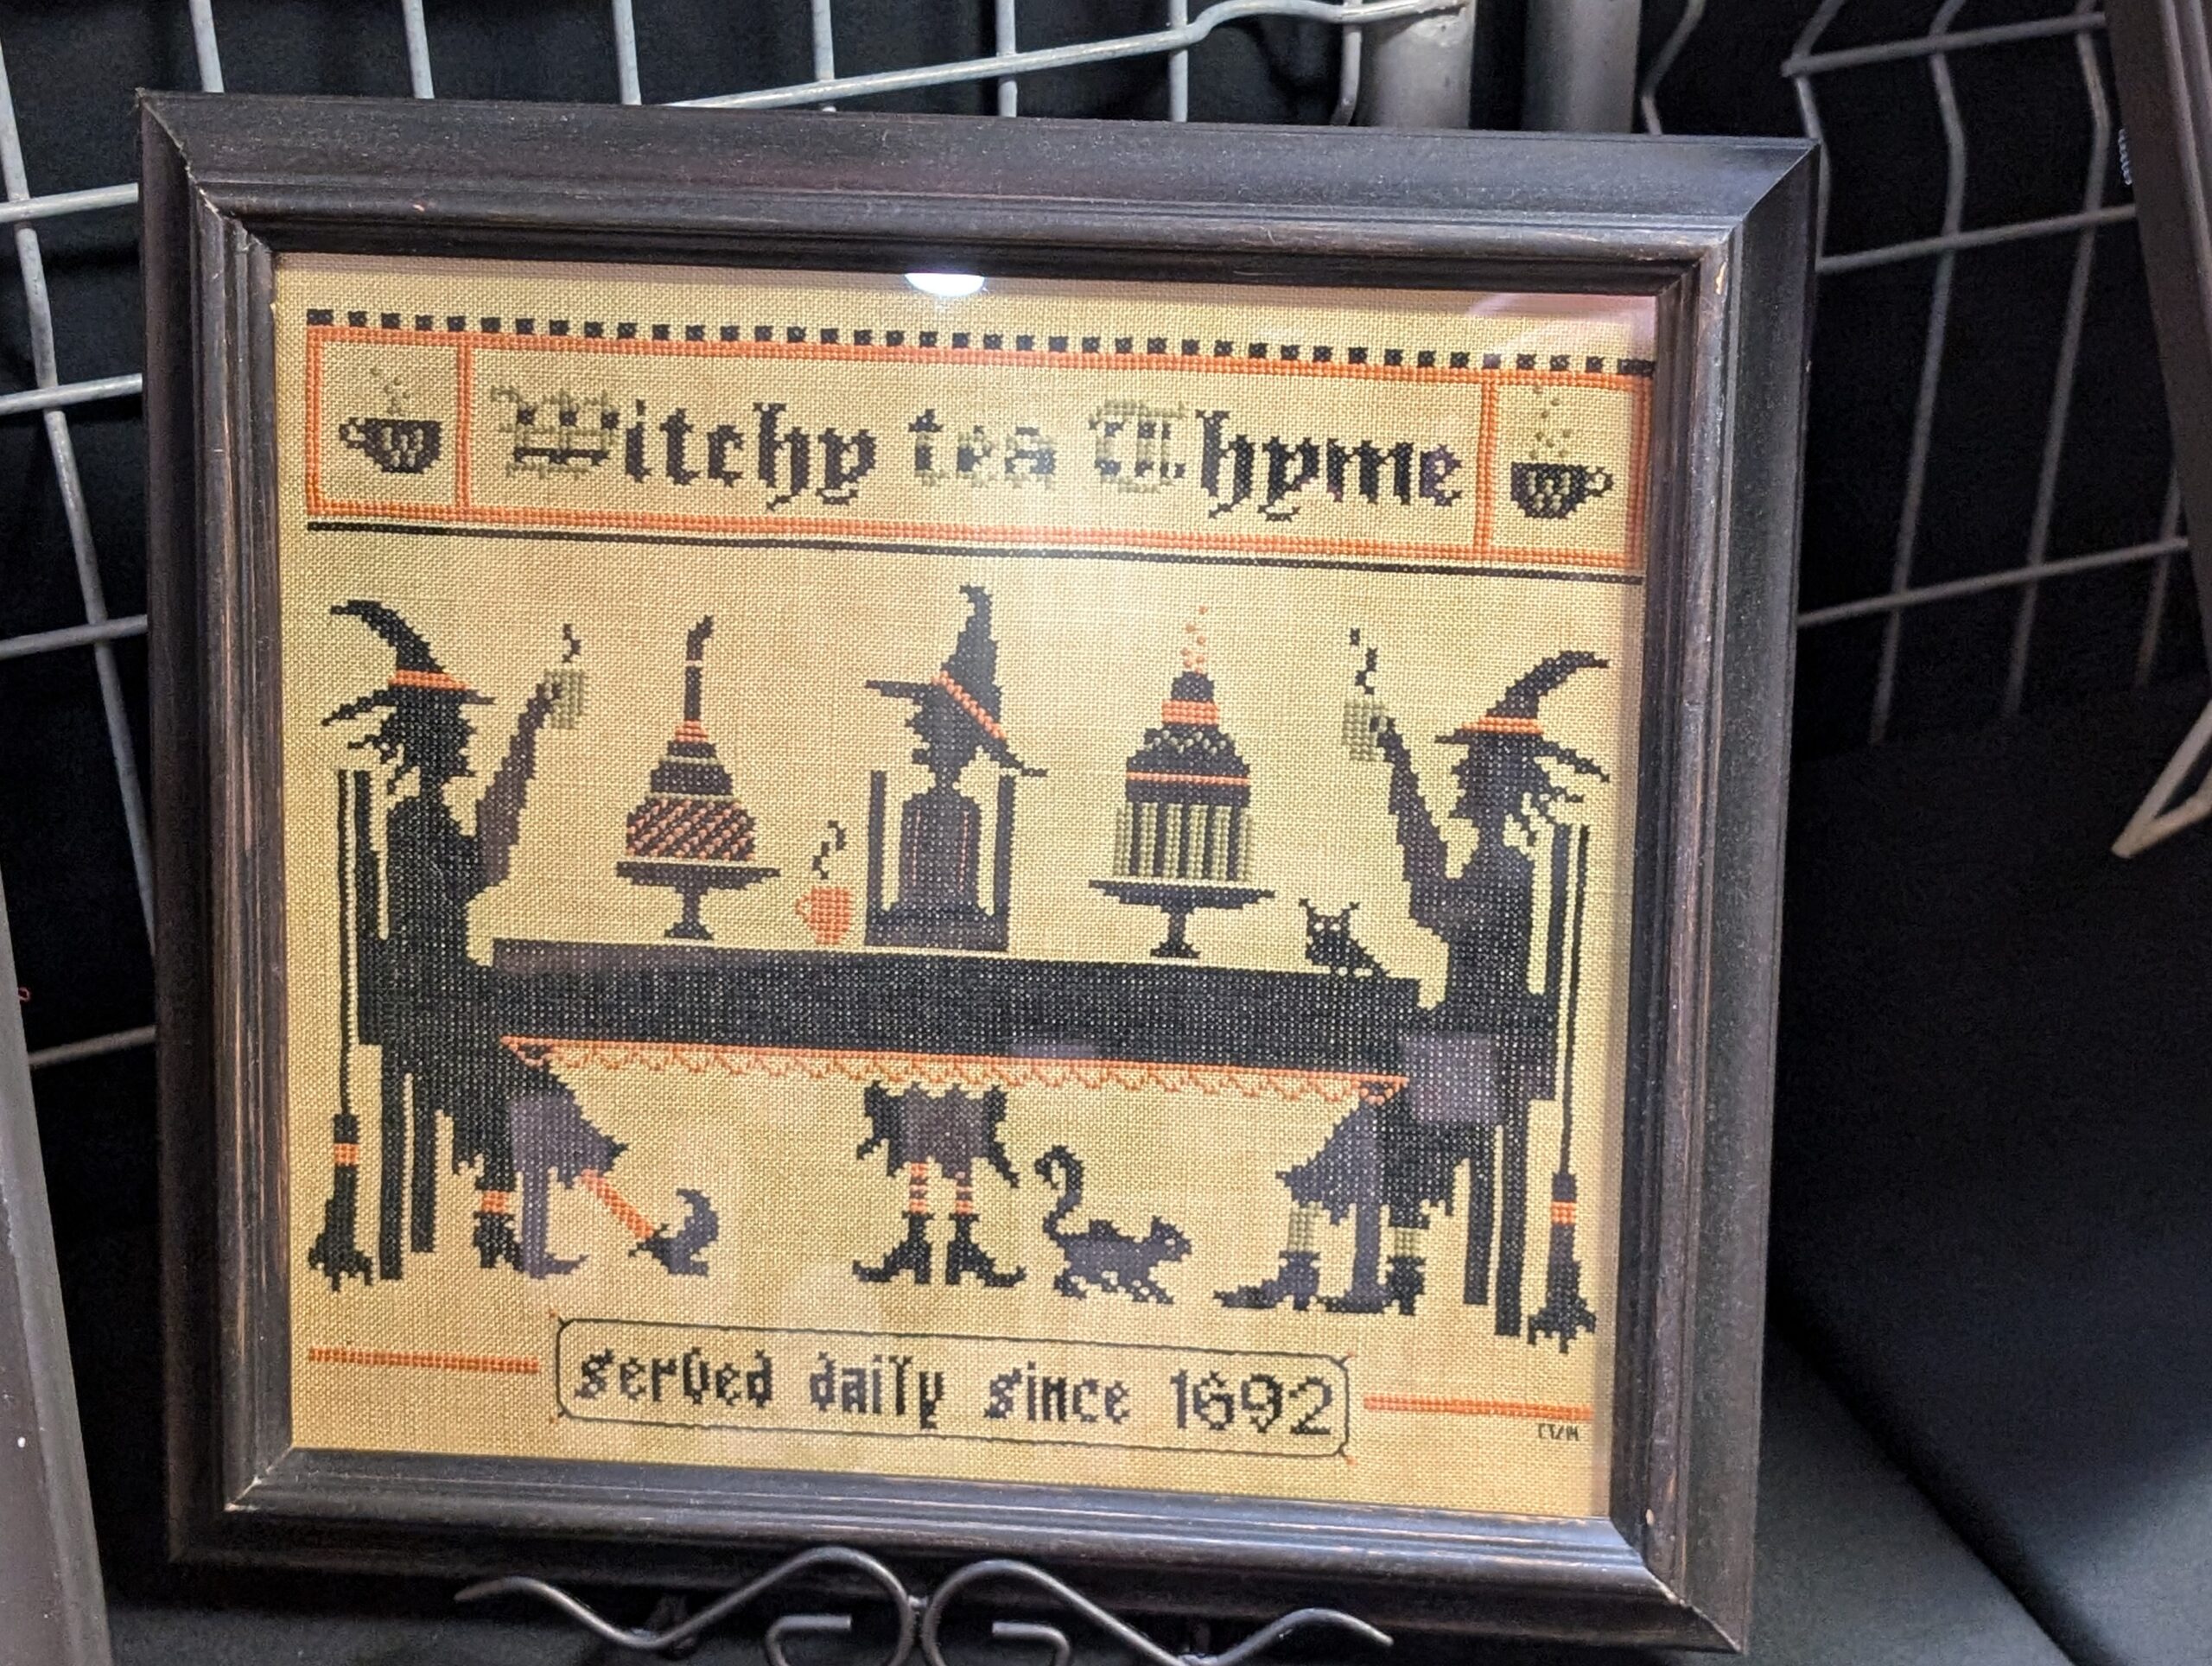 Witchy tea Thyme
served daily since 1692